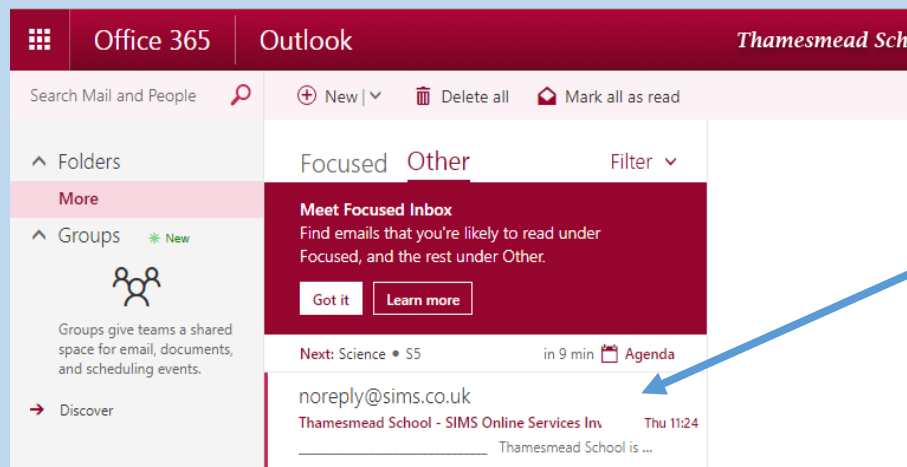 Office 365 Outlook Thamesmead Sch
Search Mail and People New Delete all Mark all as read
Folders
More
Groups New
Groups give teams a shared
space for email, documents,
and scheduling events.
Discover
Focused Other Filter
Meet Focused Inbox
Find emails that you're likely to read under
Focused, and the rest under Other.
Got it Learn more
Next: Science • S5 in 9 min Agenda
noreply@sims.co.uk
Thamesmead School - SIMS Online Services Inv Thu 11:24
Thamesmead School is ...